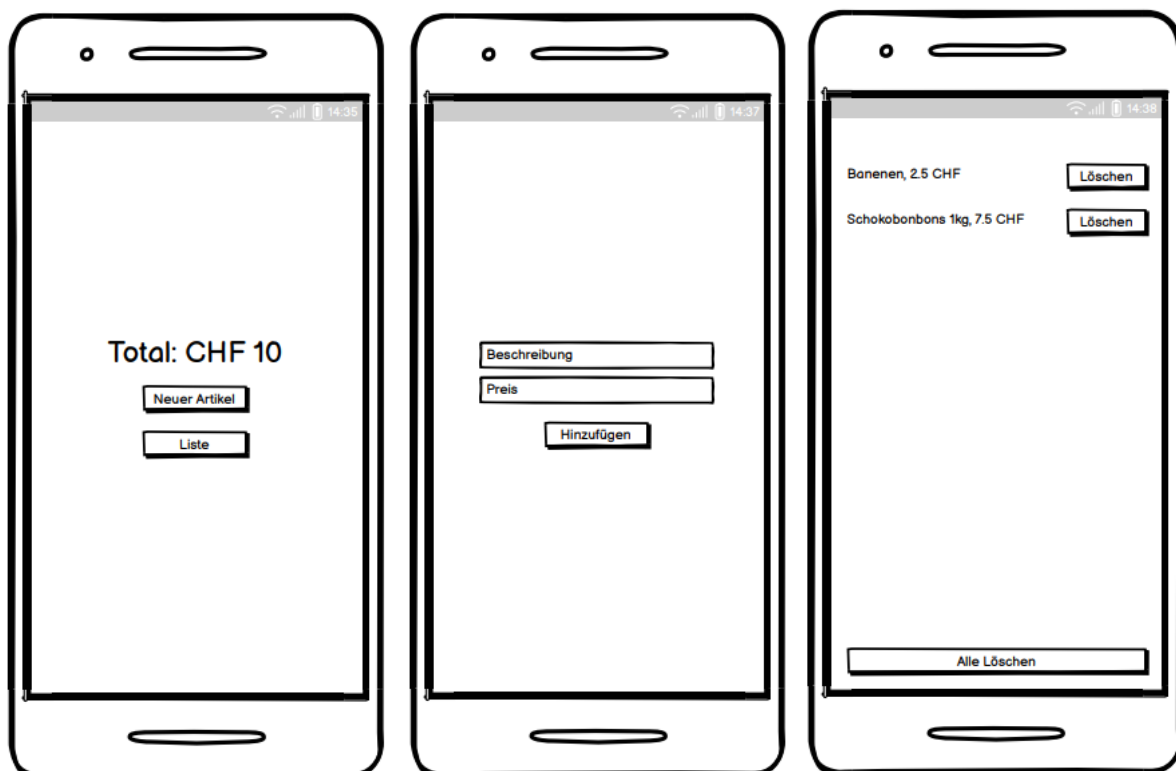 14:35
Total: CHF 10
Neuer Artikel
Liste
14:37
Beschreibung
Preis
Hinzufügen
14:38
Banenen, 2.5 CHF
Löschen
Schokobonbons 1kg, 7.5 CHF
Löschen
Alle Löschen